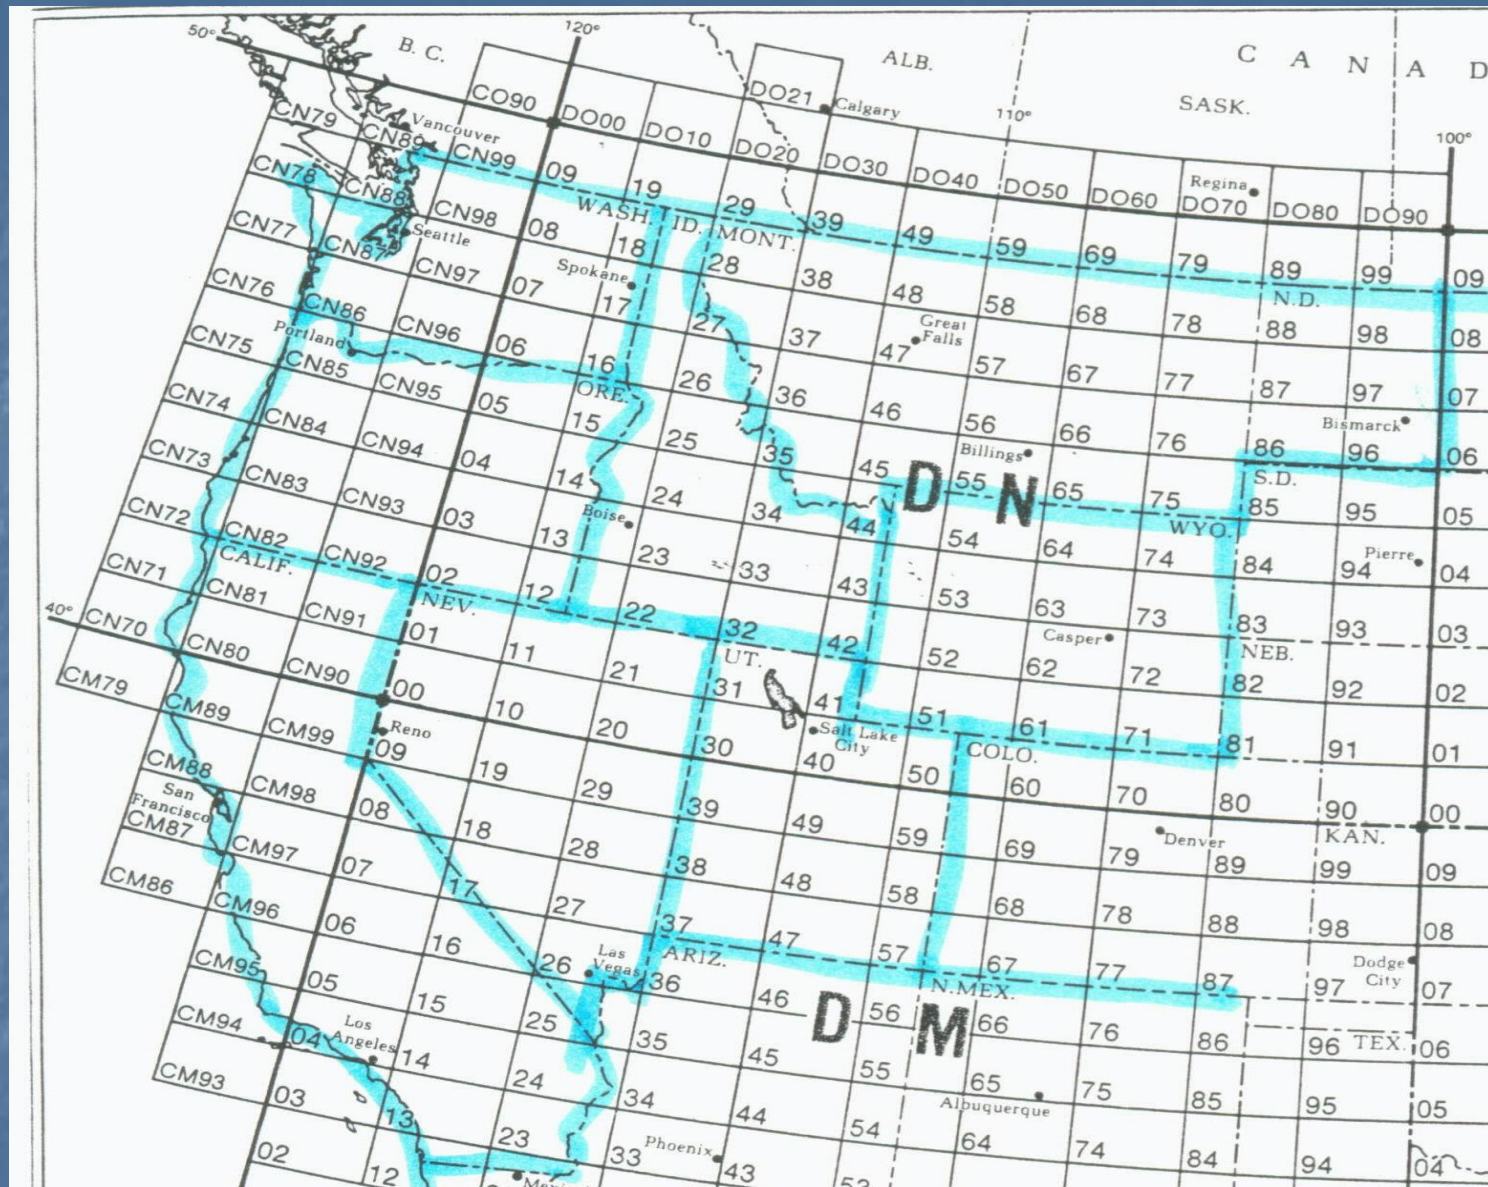 50° B. C. 120° ALB. C A N A D
CO90 DO00 DO10 DO21 Calgary 110° SASK. 100°
CN79 Vancouver DO20 DO30
CN89 CN99 09 19 29 39 DO40 DO50 DO60 Regina DO70 DO80 DO90
CN78 CN88 CN98 08 18 WASH. ID. MONT. 49 59 69 79 89 99 09
Seattle N.D.
CN77 CN87 CN97 07 17 Spokane 28 38 48 58 68 78 88 98 08
CN76 CN86 CN96 06 16 27 37 47 Great Falls 57 67 77 87 97 07
Portland Bismarck
CN75 CN85 CN95 05 15 ORE. 26 36 46 56 66 76 86 96 06
Billings S.D.
CN74 CN84 CN94 04 14 25 35 45 55 65 75 85 95 05
D N WYO.
CN73 CN83 CN93 03 13 Boise 24 34 44 54 64 74 84 94 Pierre 04
CN72 CN82 CN92 02 12 23 33 43 53 63 73 83 93 03
CALIF. NEV. Casper NEB.
CN71 CN81 CN91 01 11 22 32 42 52 62 72 82 92 02
UT.
40° CN70 CN80 CN90 00 10 21 31 41 51 61 71 81 91 01
Reno Salt Lake City COLO.
CM79 CM89 CM99 09 19 20 30 40 50 60 70 80 90 00
Denver KAN.
CM88 CM98 08 18 29 39 49 59 69 79 89 99 09
San Francisco
CM87 CM97 07 17 28 38 48 58 68 78 88 98 08
CM86 CM96 06 16 27 37 47 57 67 77 87 97 07
Las Vegas ARIZ. N.MEX. Dodge City
CM95 05 15 26 36 46 56 66 76 86 96 06
D M TEX.
CM94 04 14 25 35 45 55 65 75 85 95 05
Los Angeles Albuquerque
CM93 03 13 24 34 44 54 64 74 84 94 04
02 12 23 33 Phoenix 43